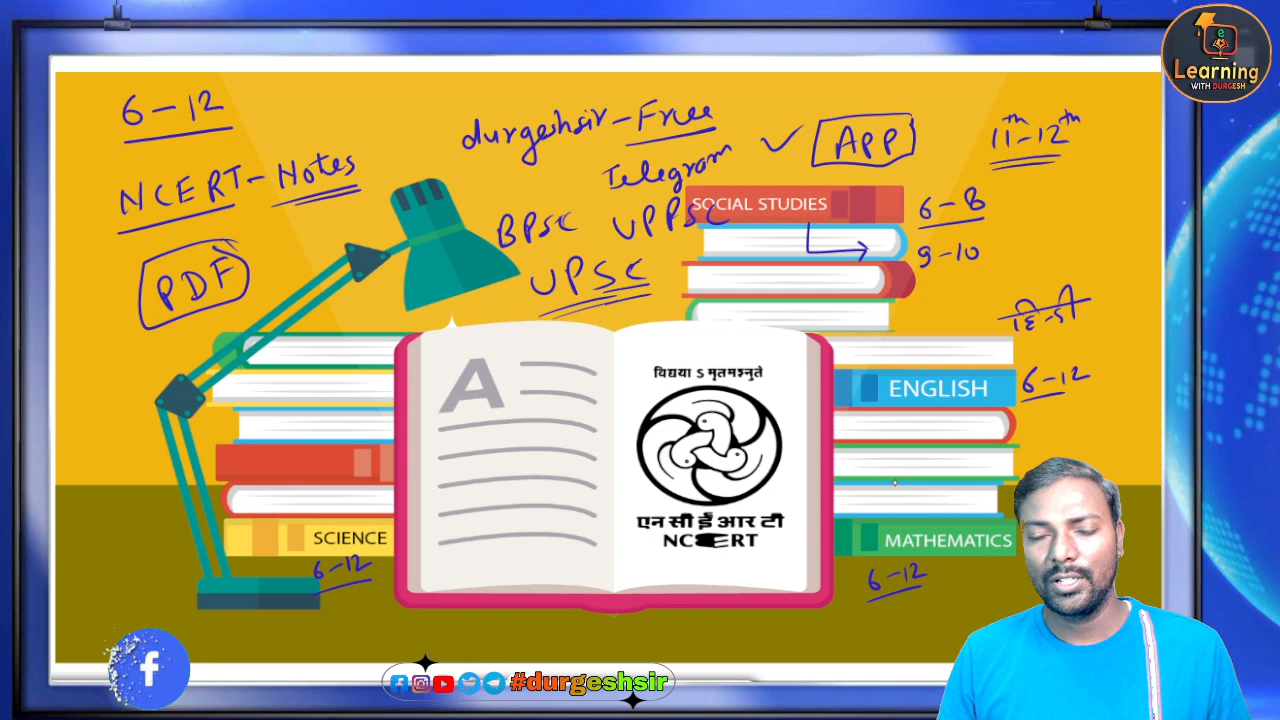 e
Learning
WITH DURGESH
6-12
NCERT-Notes
PDF
durgeshsir-Free
Telegram
APP
11th-12th
BPSC UPPSC
UPSC
SOCIAL STUDIES
6-8
9-10
हिन्दी
ENGLISH
6-12
A
विद्यया ऽ मृतमश्नुते
एन सी ई आर टी
NCERT
SCIENCE
6-12
MATHEMATICS
6-12
f
#durgeshsir